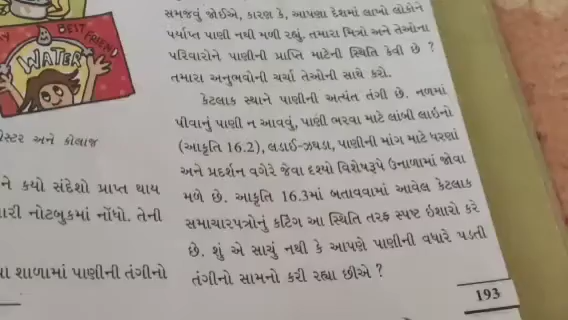 BEST FRIEND
WATER
સ્ટર અને કોલાજ
ને કયો સંદેશો પ્રાપ્ત થાય
ારી નોટબુકમાં નોંધો. તેની
ા શાળામાં પાણીની તંગીનો
સમજવું જોઈએ, કારણ કે, આપણા દેશમાં લાખો લોકોને
પર્યાપ્ત પાણી નથી મળી રહ્યું. તમારા મિત્રો અને તેઓના
પરિવારોને પાણીની પ્રાપ્તિ માટેની સ્થિતિ કેવી છે ?
તમારા અનુભવોની ચર્ચા તેઓની સાથે કરો.
કેટલાક સ્થાને પાણીની અત્યંત તંગી છે. નળમાં
પીવાનું પાણી ન આવવું, પાણી ભરવા માટે લાંબી લાઇનો
(આકૃતિ 16.2), લડાઈ-ઝઘડા, પાણીની માંગ માટે ધરણાં
અને પ્રદર્શન વગેરે જેવા દૃશ્યો વિશેષરૂપે ઉનાળામાં જોવા
મળે છે. આકૃતિ 16.3માં બતાવવામાં આવેલ કેટલાક
સમાચારપત્રોનું કટિંગ આ સ્થિતિ તરફ સ્પષ્ટ ઇશારો કરે
છે. શું એ સાચું નથી કે આપણે પાણીની વધારે પડતી
તંગીનો સામનો કરી રહ્યા છીએ ?
193